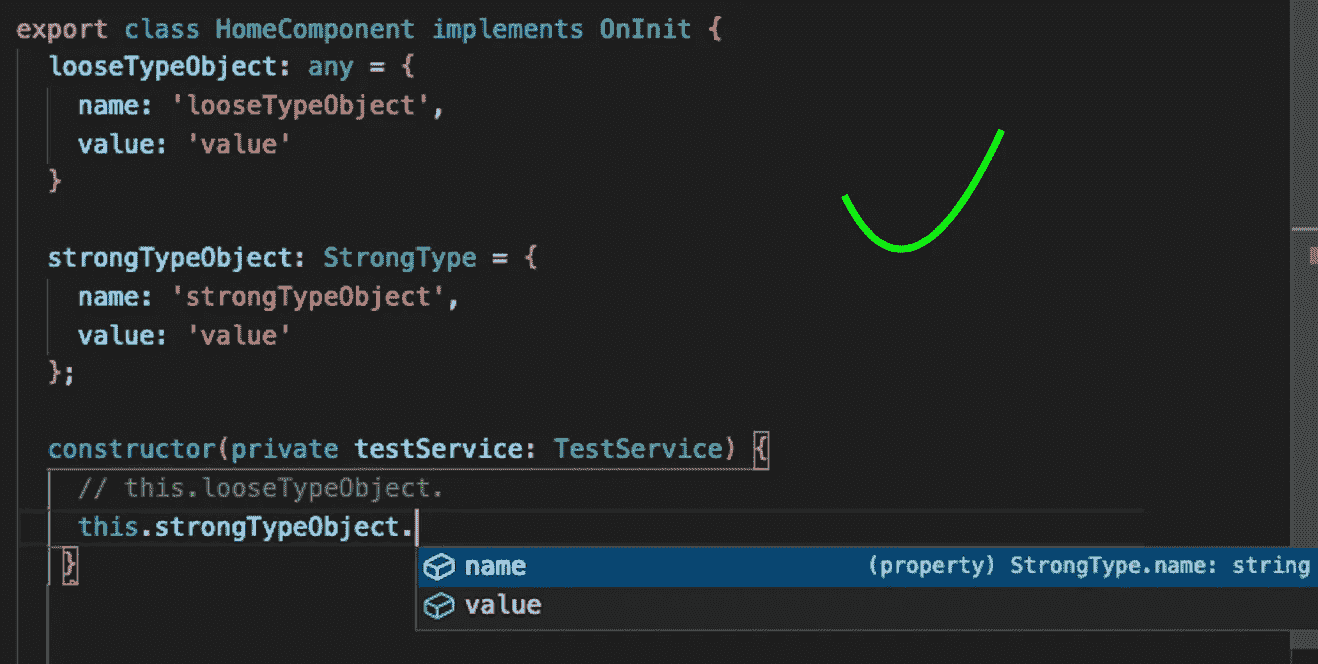 export class HomeComponent implements OnInit {
looseTypeObject: any = {
name: 'looseTypeObject',
value: 'value'
}
strongTypeObject: StrongType = {
name: 'strongTypeObject',
value: 'value'
};
constructor(private testService: TestService) {
// this.looseTypeObject.
this.strongTypeObject.
}
name (property) StrongType.name: string
value